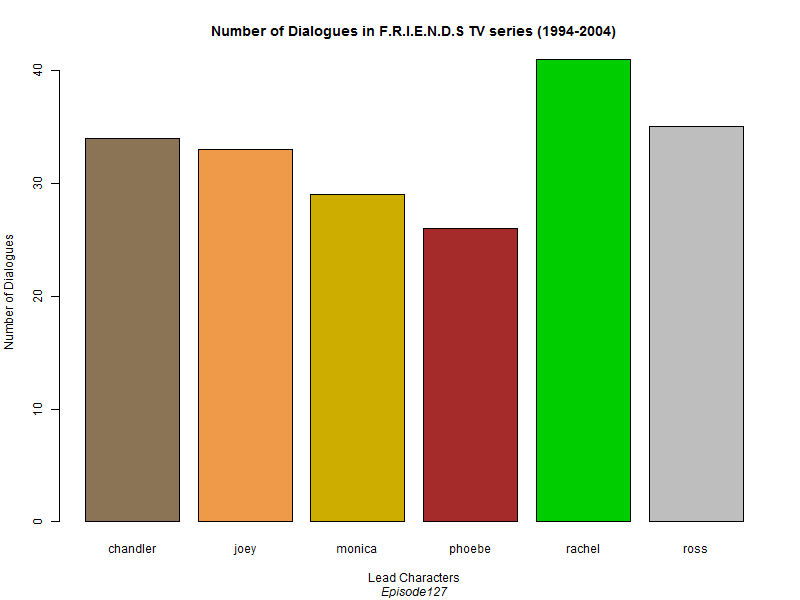 Number of Dialogues in F.R.I.E.N.D.S TV series (1994-2004)
Number of Dialogues
40
30
20
10
0
chandler joey monica phoebe rachel ross
Lead Characters
Episode127